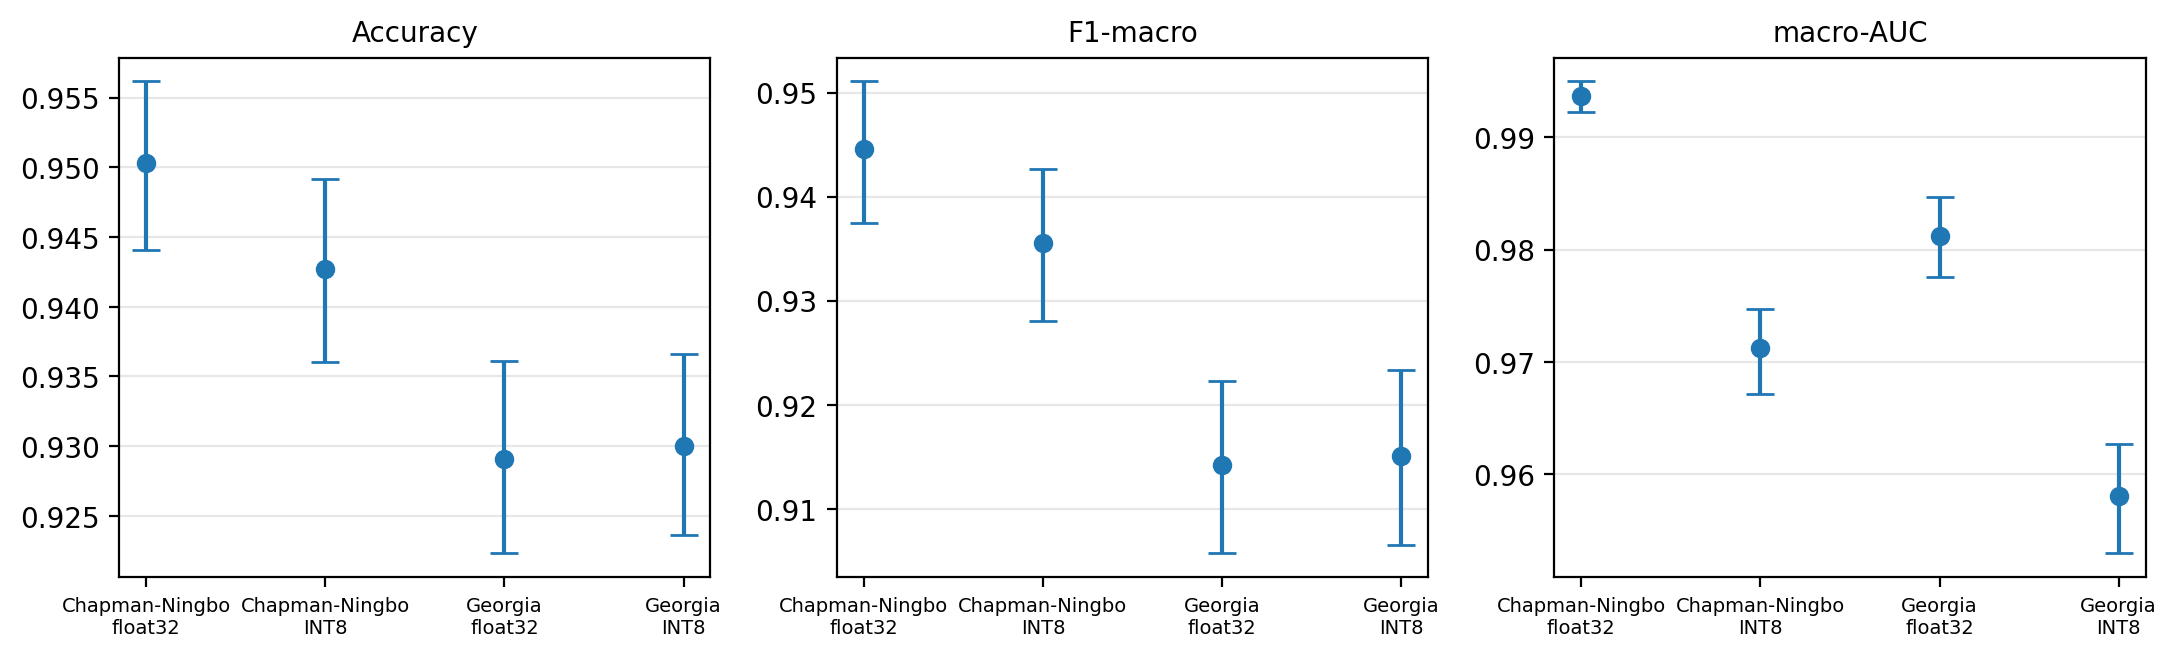 Accuracy
0.955
0.950
0.945
0.940
0.935
0.930
0.925
Chapman-Ningbo
float32
Chapman-Ningbo
INT8
Georgia
float32
Georgia
INT8
F1-macro
0.95
0.94
0.93
0.92
0.91
Chapman-Ningbo
float32
Chapman-Ningbo
INT8
Georgia
float32
Georgia
INT8
macro-AUC
0.99
0.98
0.97
0.96
Chapman-Ningbo
float32
Chapman-Ningbo
INT8
Georgia
float32
Georgia
INT8